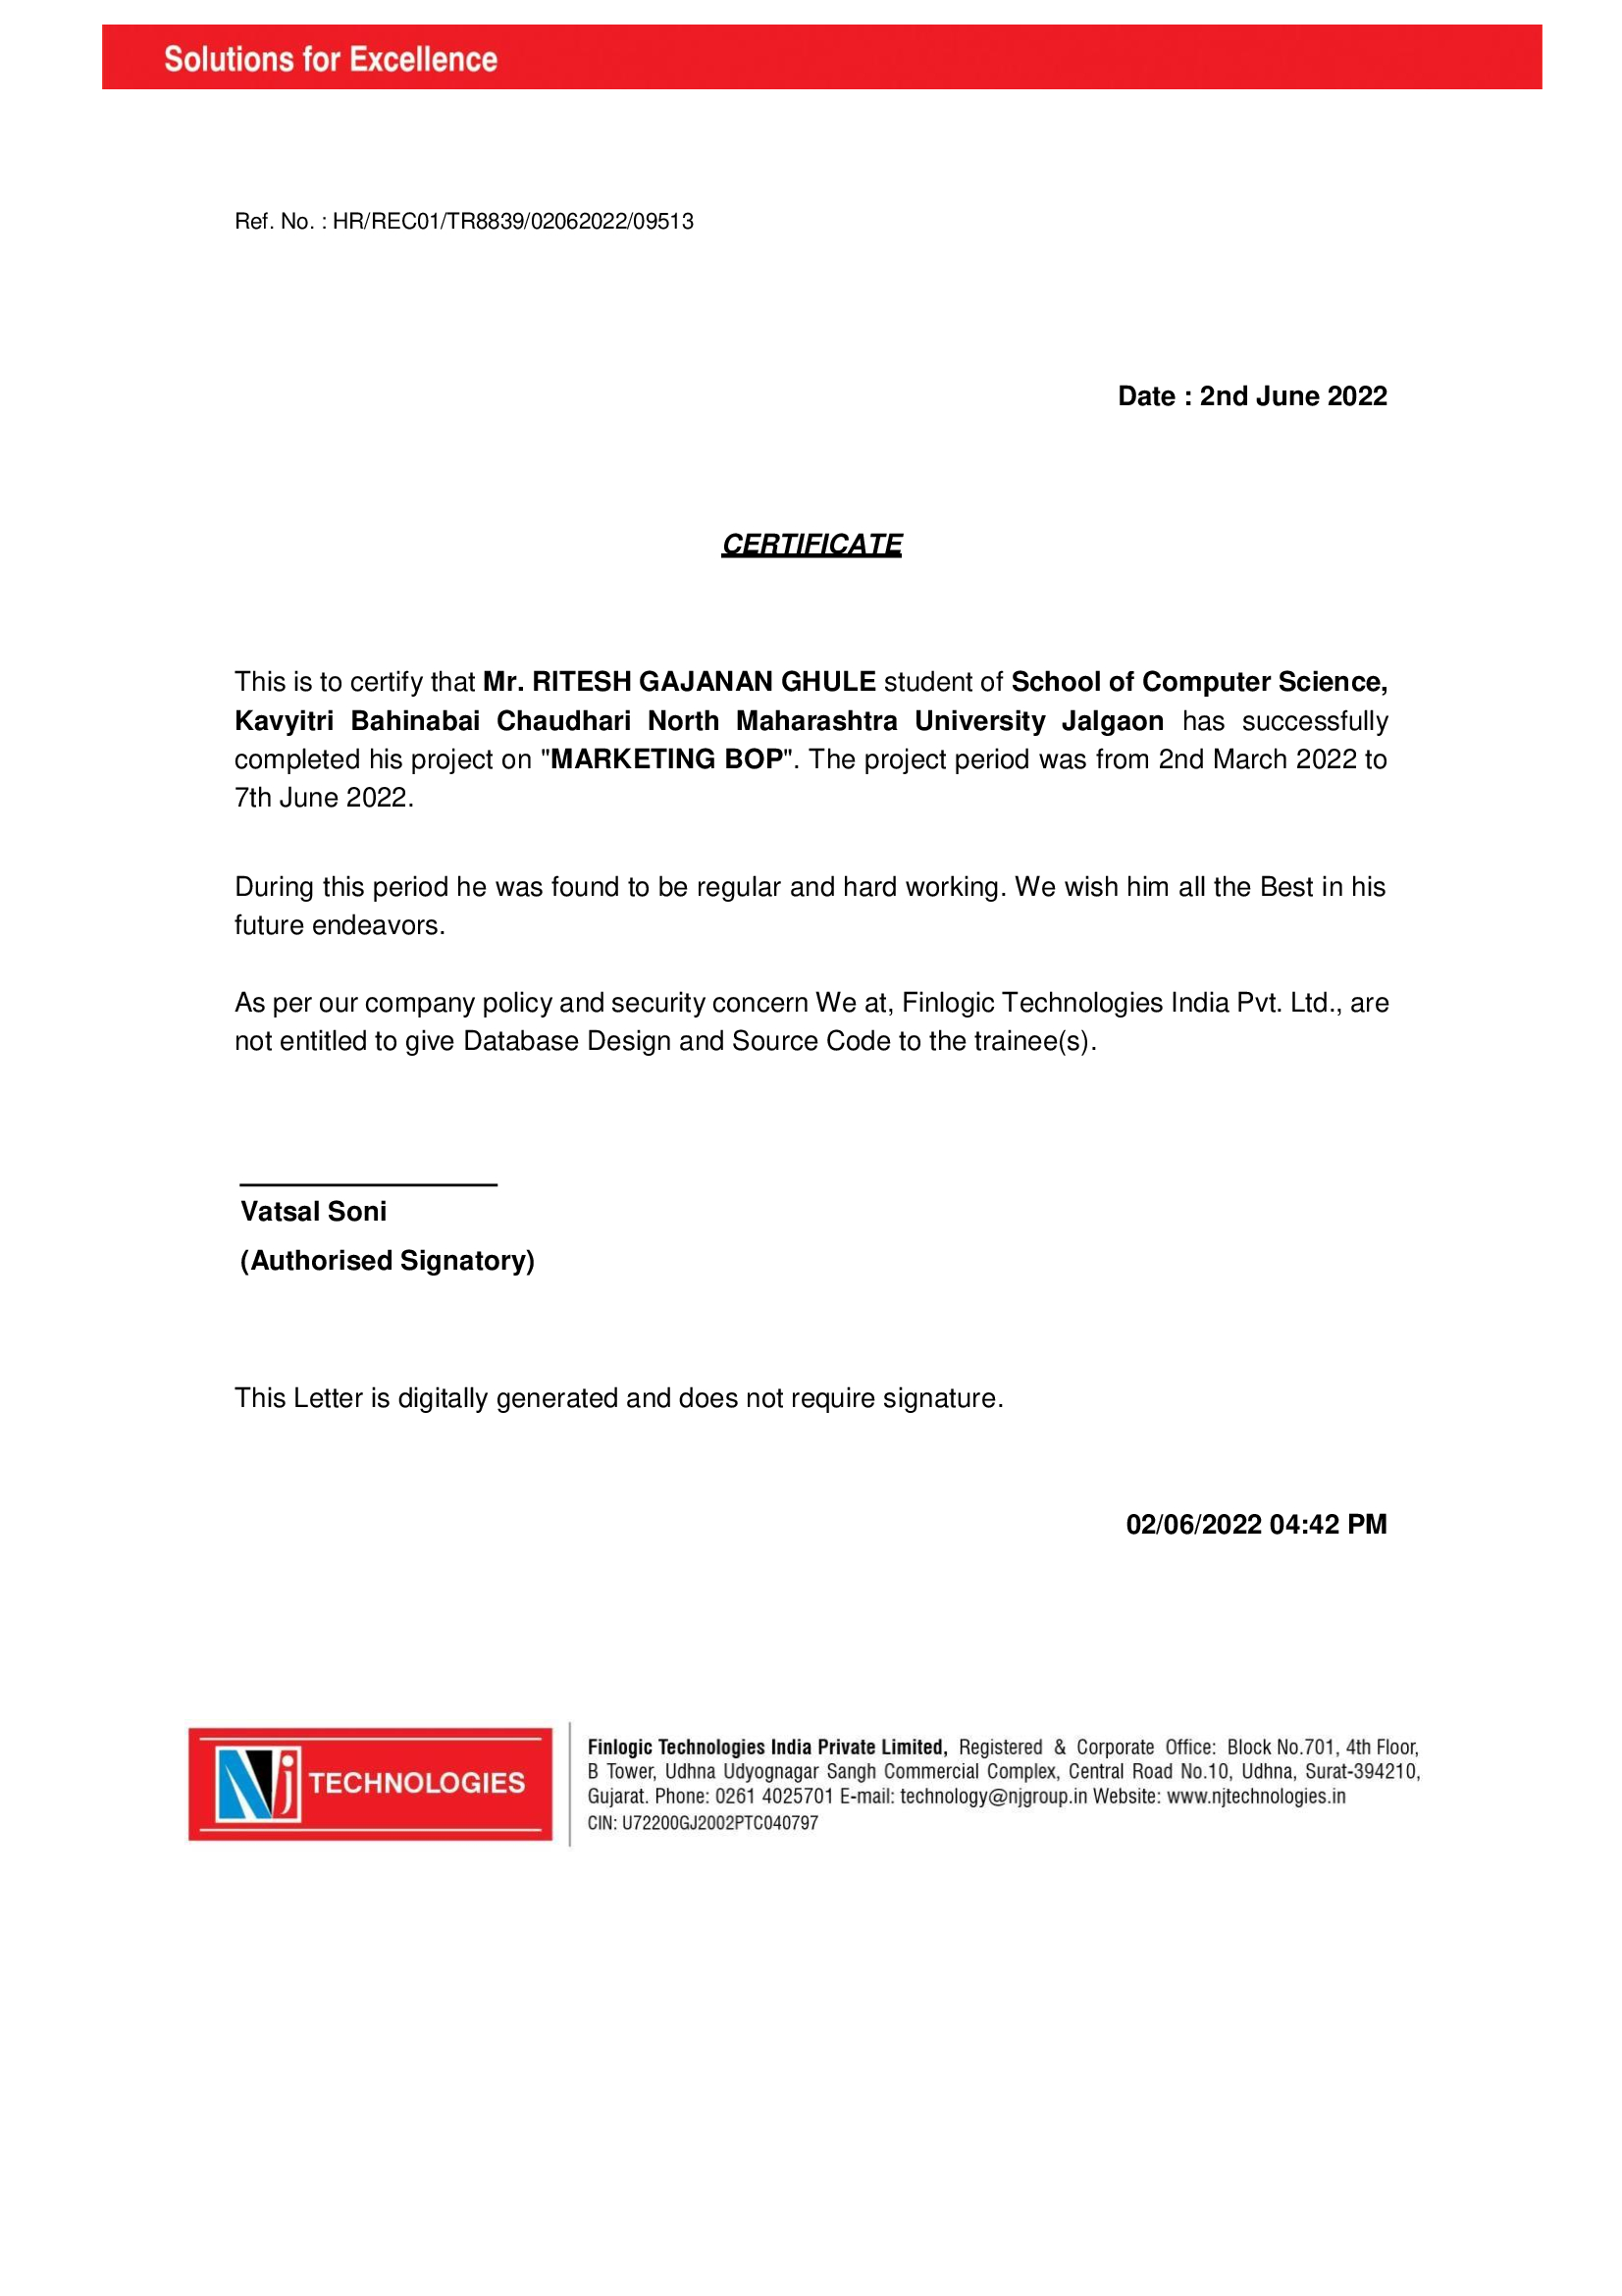 Solutions for Excellence
Ref. No. : HR/REC01/TR8839/02062022/09513
Date : 2nd June 2022
CERTIFICATE
This is to certify that Mr. RITESH GAJANAN GHULE student of School of Computer Science,
Kavyitri Bahinabai Chaudhari North Maharashtra University Jalgaon has successfully
completed his project on "MARKETING BOP". The project period was from 2nd March 2022 to
7th June 2022.
During this period he was found to be regular and hard working. We wish him all the Best in his
future endeavors.
As per our company policy and security concern We at, Finlogic Technologies India Pvt. Ltd., are
not entitled to give Database Design and Source Code to the trainee(s).
Vatsal Soni
(Authorised Signatory)
This Letter is digitally generated and does not require signature.
02/06/2022 04:42 PM
Nj TECHNOLOGIES
Finlogic Technologies India Private Limited, Registered & Corporate Office: Block No.701, 4th Floor,
B Tower, Udhna Udyognagar Sangh Commercial Complex, Central Road No.10, Udhna, Surat-394210,
Gujarat. Phone: 0261 4025701 E-mail: technology@njgroup.in Website: www.njtechnologies.in
CIN: U72200GJ2002PTC040797